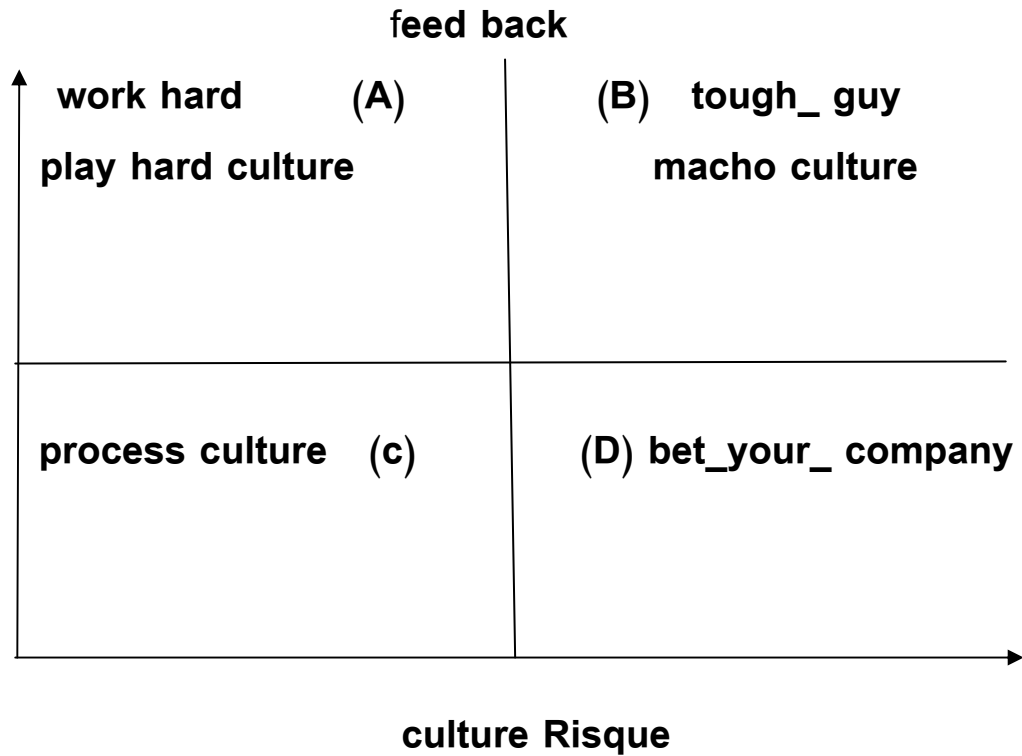 feed back
work hard (A) (B) tough_ guy
play hard culture macho culture
process culture (c) (D) bet_your_ company
culture Risque